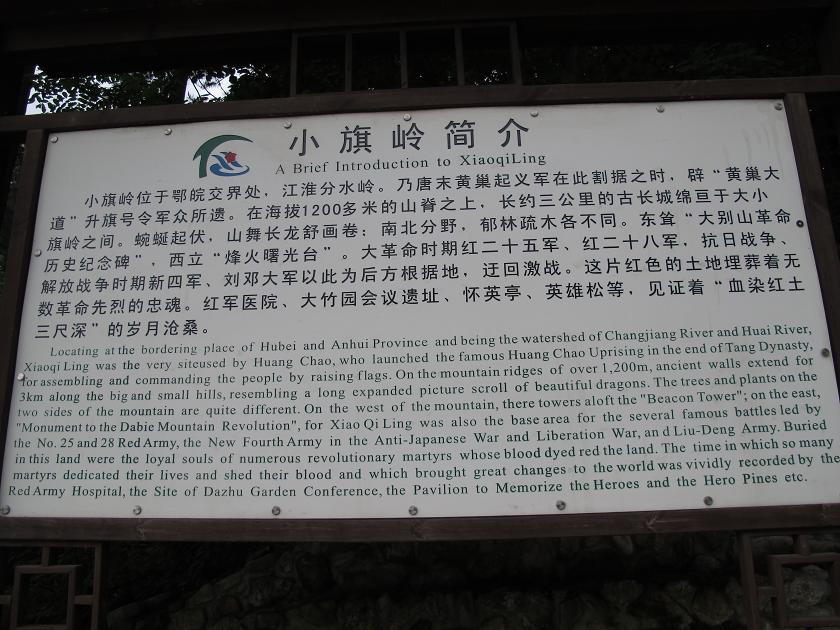 小旗岭简介
A Brief Introduction to XiaoqiLing
小旗岭位于鄂皖交界处，江淮分水岭。乃唐末黄巢起义军在此割据之时，辟“黄巢大
道”升旗号令军众所遗。在海拔1200多米的山脊之上，长约三公里的古长城绵亘于大小
旗岭之间。蜿蜒起伏，山舞长龙舒画卷；南北分野，郁林疏木各不同。东耸“大别山革命
历史纪念碑”，西立“烽火曙光台”。大革命时期红二十五军、红二十八军，抗日战争、
解放战争时期新四军、刘邓大军以此为后方根据地，迂回激战。这片红色的土地埋葬着无
数革命先烈的忠魂。红军医院、大竹园会议遗址、怀英亭、英雄松等，见证着“血染红土
三尺深”的岁月沧桑。
Locating at the bordering place of Hubei and Anhui Province and being the watershed of Changjiang River and Huai River,
Xiaoqi Ling was the very siteused by Huang Chao, who launched the famous Huang Chao Uprising in the end of Tang Dynasty,
for assembling and commanding the people by raising flags. On the mountain ridges of over 1,200m, ancient walls extend for
3km along the big and small hills, resembling a long expanded picture scroll of beautiful dragons. The trees and plants on the
two sides of the mountain are quite different. On the west of the mountain, there towers aloft the "Beacon Tower"; on the east,
"Monument to the Dabie Mountain Revolution", for Xiao Qi Ling was also the base area for the several famous battles led by
the No. 25 and 28 Red Army, the New Fourth Army in the Anti-Japanese War and Liberation War, and Liu-Deng Army. Buried
in this land were the loyal souls of numerous revolutionary martyrs whose blood dyed red the land. The time in which so many
martyrs dedicated their lives and shed their blood and which brought great changes to the world was vividly recorded by the
Red Army Hospital, the Site of Dazhu Garden Conference, the Pavilion to Memorize the Heroes and the Hero Pines etc.